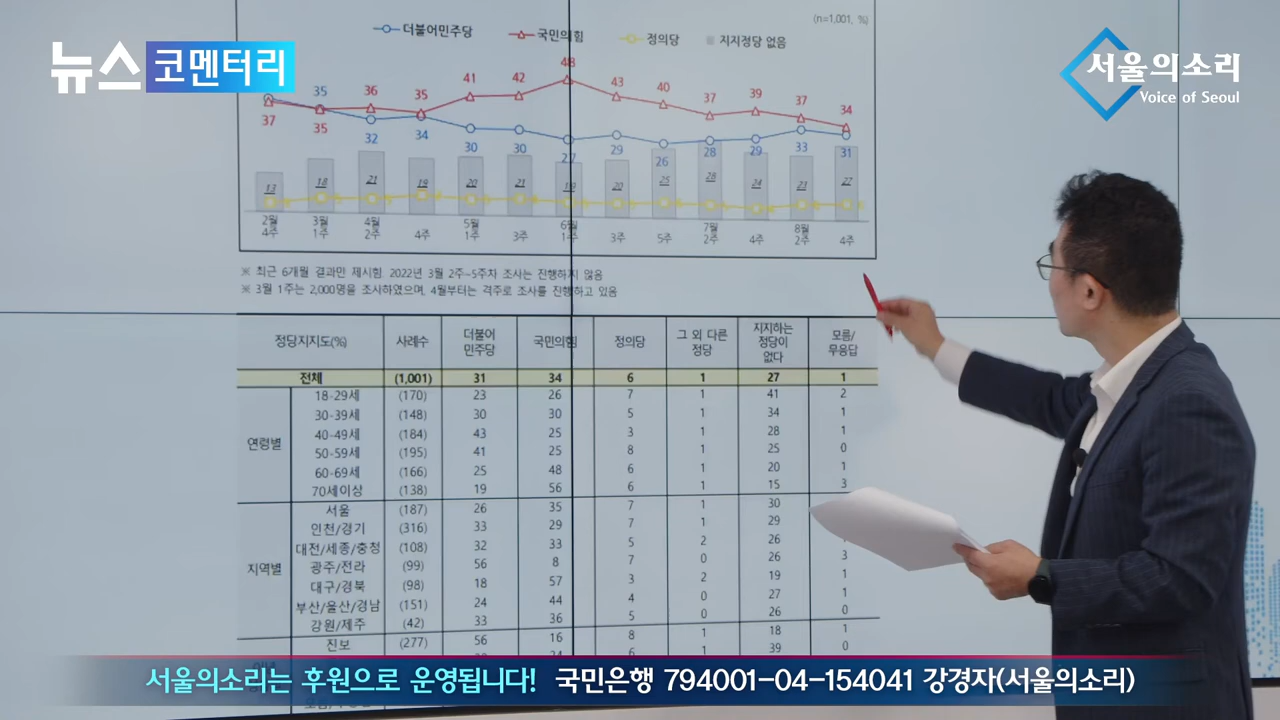 뉴스 코멘터리
서울의소리
Voice of Seoul
(n=1,001, %)
더불어민주당 국민의힘 정의당 지지정당 없음
37 35 36 35 41 42 48 43 40 37 39 37 34
35 35 32 34 30 30 27 29 26 28 29 33 31
13 18 21 19 20 21 19 20 25 28 24 23 27
2월 3월 4월 5월 6월 7월 8월
4주 1주 2주 4주 1주 3주 1주 3주 5주 2주 4주 2주 4주
※ 최근 6개월 결과만 제시함. 2022년 3월 2주~5주차 조사는 진행하지 않음
※ 3월 1주는 2,000명을 조사하였으며, 4월부터는 격주로 조사를 진행하고 있음
정당지지도(%) 사례수 더불어 민주당 국민의힘 정의당 그 외 다른 정당 지지하는 정당이 없다 모름/ 무응답
전체 (1,001) 31 34 6 1 27 1
연령별
18-29세 (170) 23 26 7 1 41 2
30-39세 (148) 30 30 5 1 34 1
40-49세 (184) 43 25 3 1 28 1
50-59세 (195) 41 25 8 1 25 0
60-69세 (166) 25 48 6 1 20 1
70세이상 (138) 19 56 6 1 15 3
지역별
서울 (187) 26 35 7 1 30
인천/경기 (316) 33 29 7 1 29
대전/세종/충청 (108) 32 33 5 2 26
광주/전라 (99) 56 8 7 0 26 3
대구/경북 (98) 18 57 3 2 19 1
부산/울산/경남 (151) 24 44 4 0 27 1
강원/제주 (42) 33 36 5 0 26 0
진보 (277) 56 16 8 1 18 1
서울의소리는 후원으로 운영됩니다! 국민은행 794001-04-154041 강경자(서울의소리)